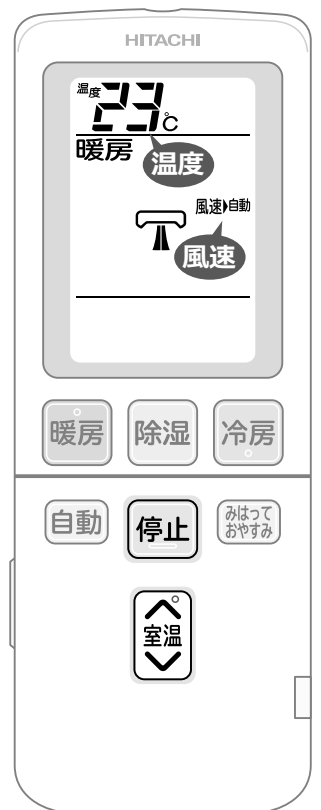 HITACHI
温度 23℃
暖房
温度
風速 自動
風速
暖房 除湿 冷房
自動 停止 みはって
おやすみ
室温